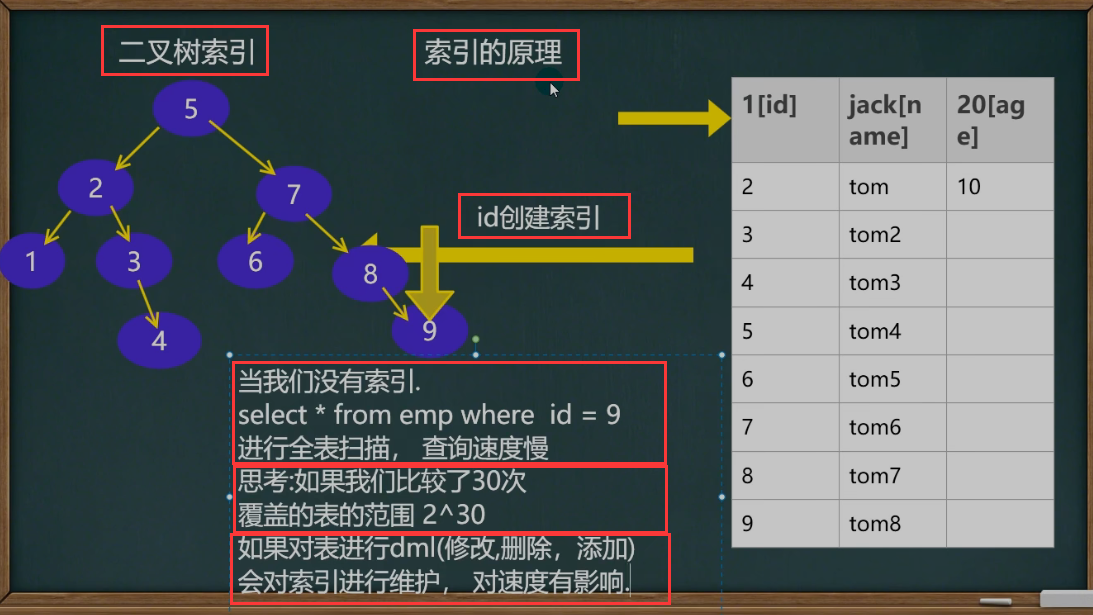 二叉树索引
索引的原理
5
2
7
1
3
6
8
4
9
id创建索引
当我们没有索引.
select * from emp where id = 9
进行全表扫描， 查询速度慢
思考:如果我们比较了30次
覆盖的表的范围 2^30
如果对表进行dml(修改,删除，添加)
会对索引进行维护， 对速度有影响.
1[id] jack[n 20[ag
ame] e]
2 tom 10
3 tom2
4 tom3
5 tom4
6 tom5
7 tom6
8 tom7
9 tom8